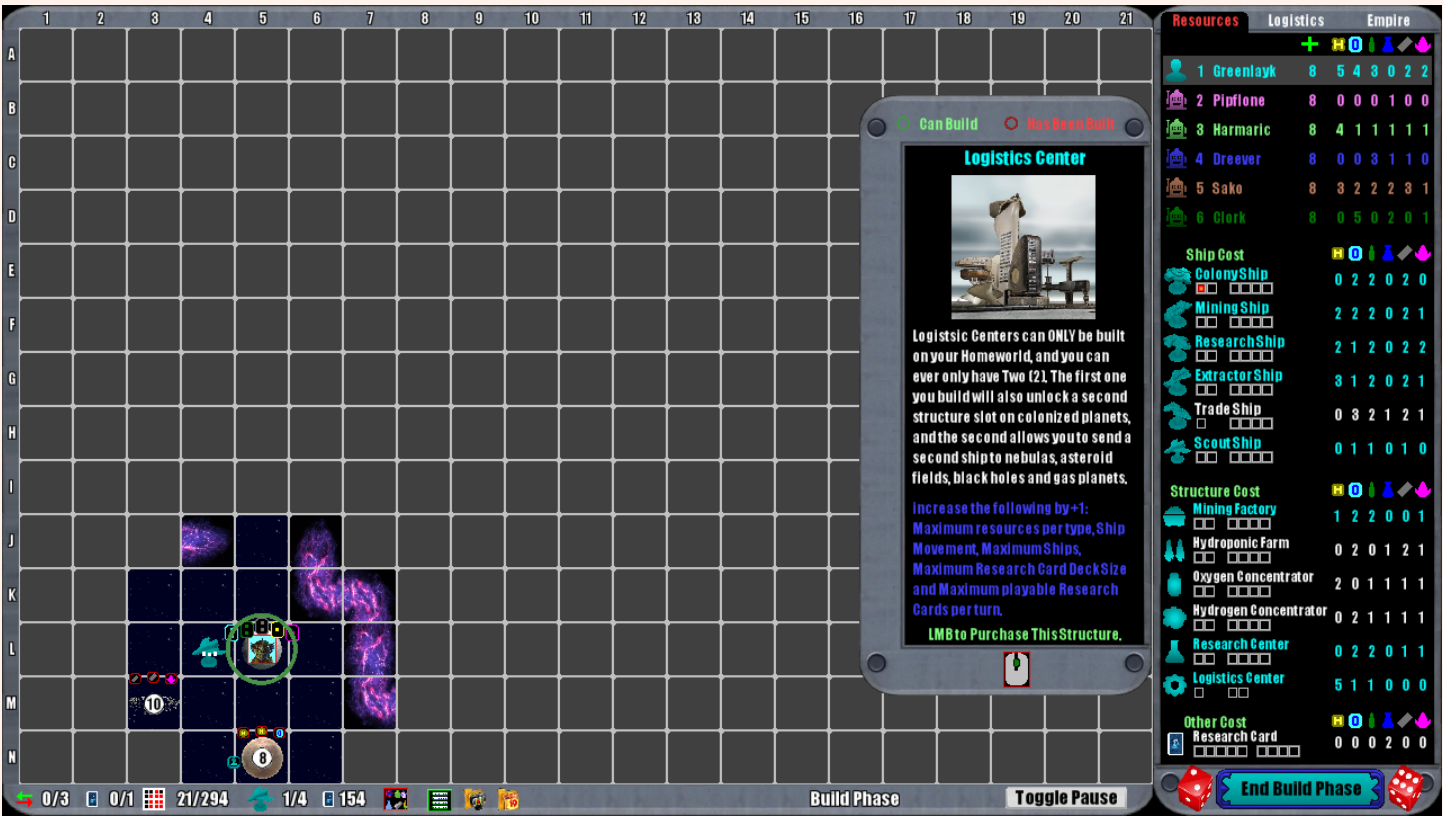 1 2 3 4 5 6 7 8 9 10 11 12 13 14 15 16 17 18 19 20 21
A
B
C
D
E
F
G
H
I
J
K
L
M
N
10
8
Can Build Has Been Built
Logistics Center
Logistsic Centers can ONLY be built
on your Homeworld, and you can
ever only have Two (2). The first one
you build will also unlock a second
structure slot on colonized planets,
and the second allows you to send a
second ship to nebulas, asteroid
fields, black holes and gas planets.
Increase the following by +1:
Maximum resources per type, Ship
Movement, Maximum Ships,
Maximum Research Card Deck Size
and Maximum playable Research
Cards per turn.
LMB to Purchase This Structure.
Resources Logistics Empire
H O
1 Greenlayk 8 5 4 3 0 2 2
2 Pipflone 8 0 0 0 1 0 0
3 Harmaric 8 4 1 1 1 1 1
4 Dreever 8 0 0 3 1 1 0
5 Sako 8 3 2 2 2 3 1
6 Clork 8 0 5 0 2 0 1
Ship Cost H O
Colony Ship 0 2 2 0 2 0
Mining Ship 2 2 2 0 2 1
Research Ship 2 1 2 0 2 2
Extractor Ship 3 1 2 0 2 1
Trade Ship 0 3 2 1 2 1
Scout Ship 0 1 1 0 1 0
Structure Cost H O
Mining Factory 1 2 2 0 0 1
Hydroponic Farm 0 2 0 1 2 1
Oxygen Concentrator 2 0 1 1 1 1
Hydrogen Concentrator 0 2 1 1 1 1
Research Center 0 2 2 0 1 1
Logistics Center 5 1 1 0 0 0
Other Cost H O
Research Card 0 0 0 2 0 0
End Build Phase
0/3 0/1 21/294 1/4 154 Build Phase Toggle Pause